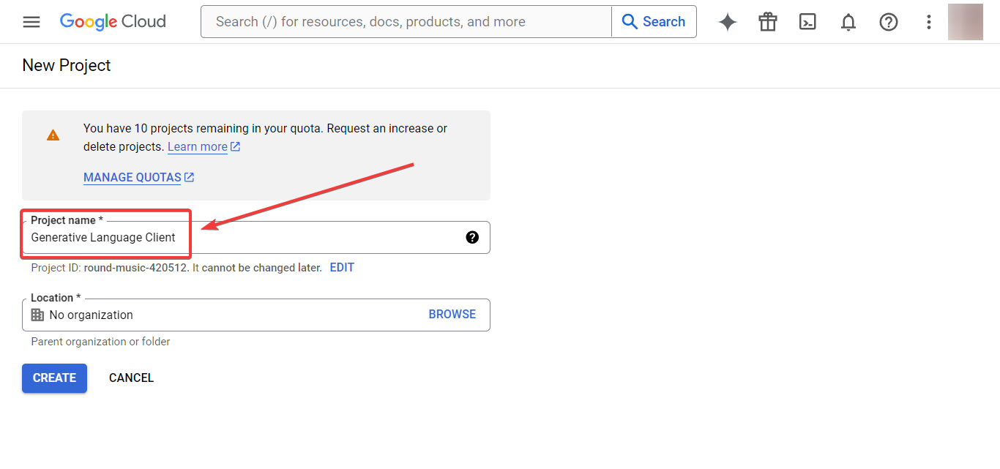 Google Cloud
Search (/) for resources, docs, products, and more
Search
New Project
You have 10 projects remaining in your quota. Request an increase or
delete projects. Learn more
MANAGE QUOTAS
Project name *
Generative Language Client
Project ID: round-music-420512. It cannot be changed later. EDIT
Location *
No organization
BROWSE
Parent organization or folder
CREATE
CANCEL